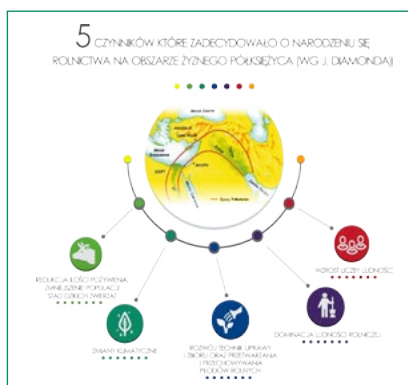 5 CZYNNIKÓW KTÓRE ZADECYDOWAŁO O NARODZENIU SIĘ
ROLNICTWA NA OBSZARZE ŻYZNEGO PÓŁKSIĘŻYCA (WG J. DIAMONDA)
REDUKCJA ILOŚCI POŻYWIENIA,
ZMNIEJSZENIE POPULACJI
STAD DZIKICH ZWIERZĄT
ZMIANY KLIMATYCZNE
ROZWÓJ TECHNIK UPRAWY
I ZBIORU ORAZ PRZETWARZANIA
I PRZECHOWYWANIA
PŁODÓW ROLNYCH
DOMINACJA LUDNOŚCI ROLNICZEJ
WZROST LICZBY LUDNOŚCI